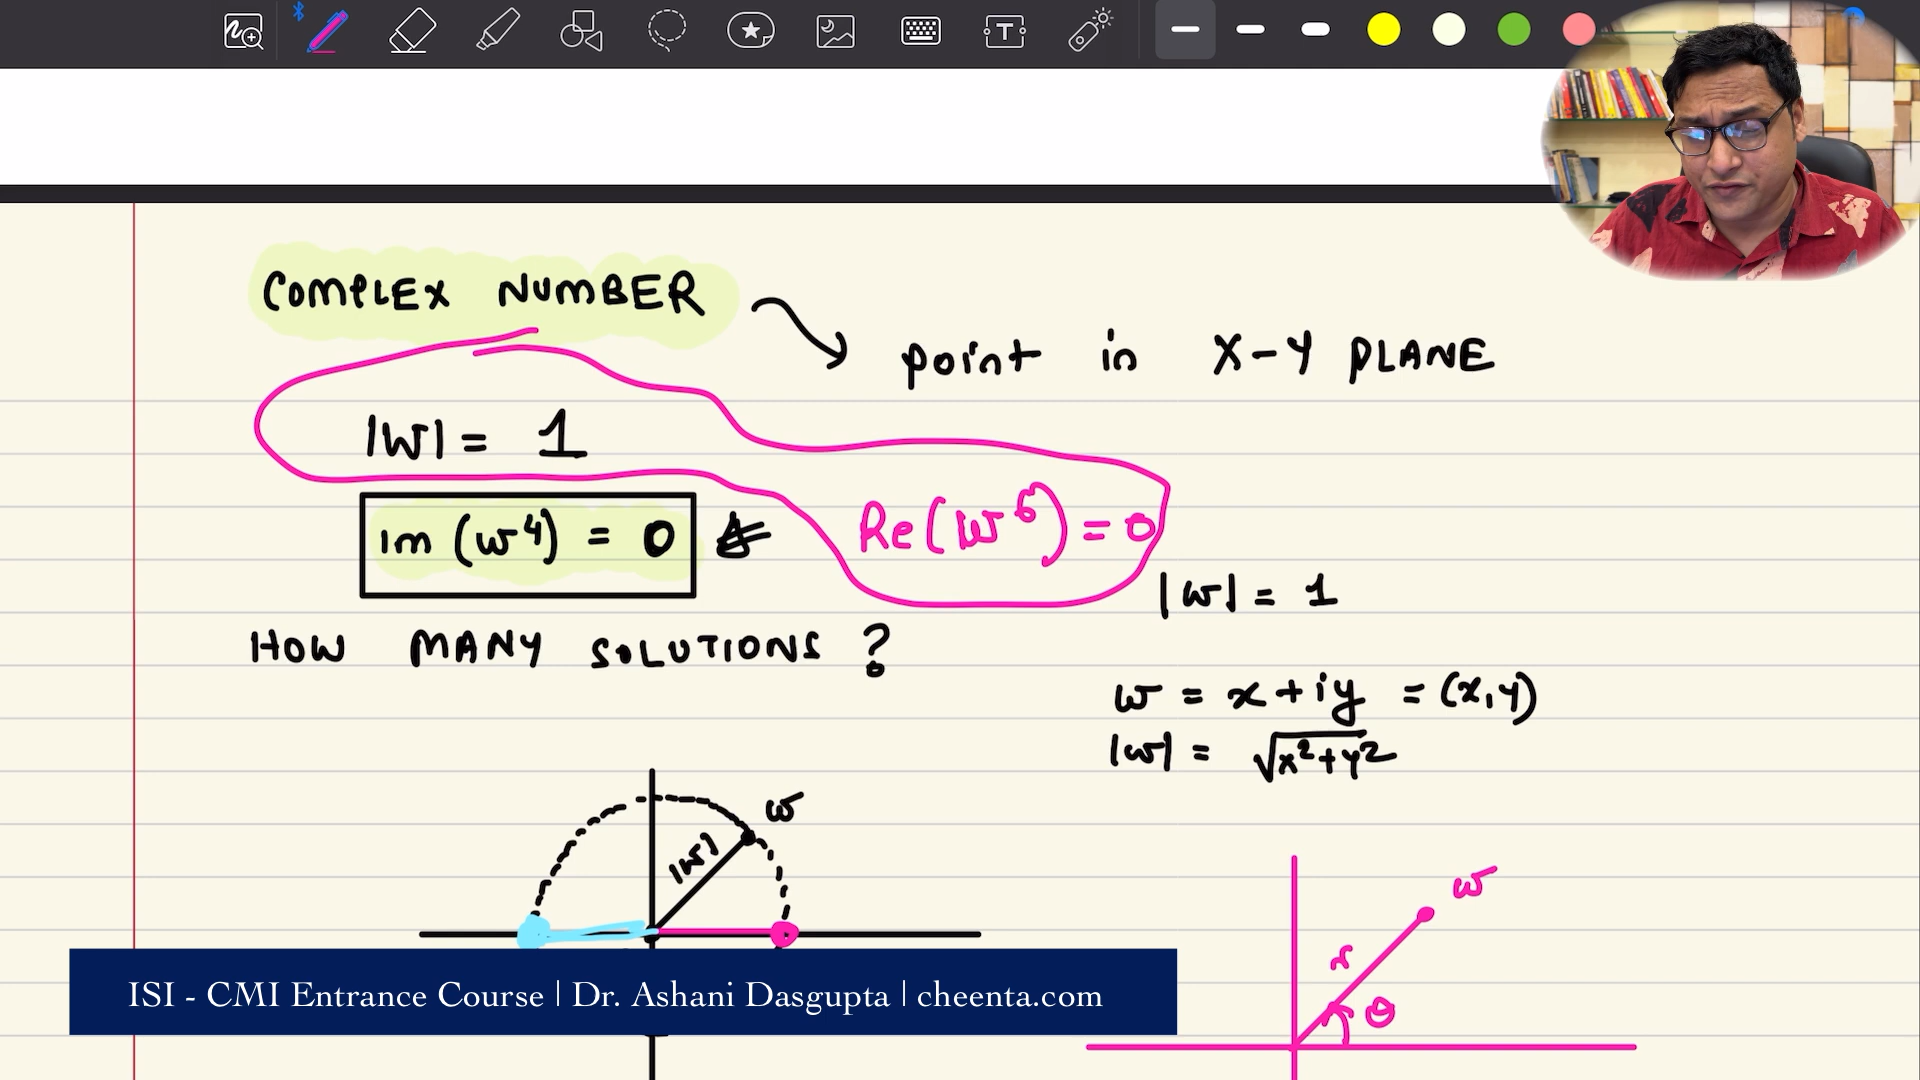 COMPLEX NUMBER
point in X-Y PLANE
|W| = 1
Im (w⁴) = 0
Re(w⁶) = 0
|w| = 1
HOW MANY SOLUTIONS ?
w = x + iy = (x,y)
|w| = √x²+y²
w
|w|
w
r
θ
ISI - CMI Entrance Course | Dr. Ashani Dasgupta | cheenta.com